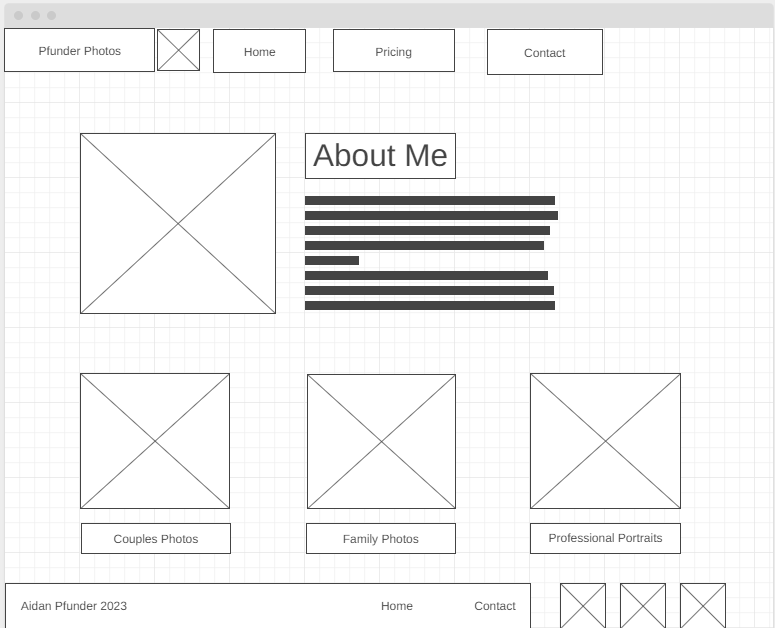 Pfunder Photos
Home
Pricing
Contact
About Me
Couples Photos
Family Photos
Professional Portraits
Aidan Pfunder 2023
Home
Contact